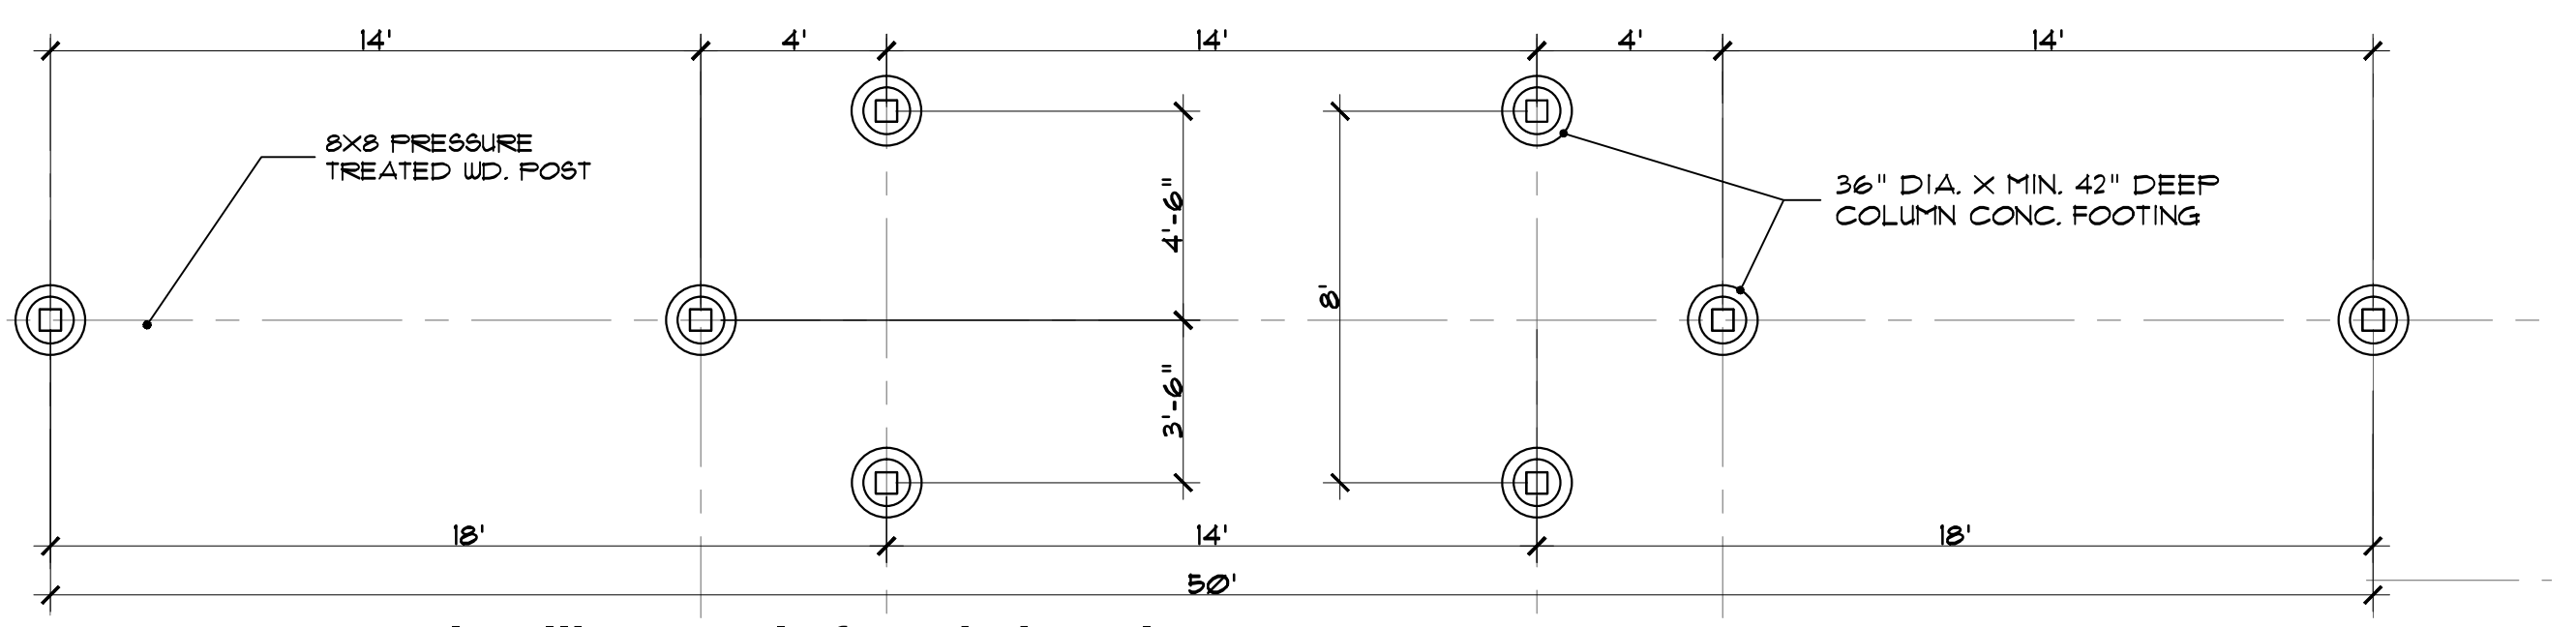 14' 4' 14' 4' 14'
8X8 PRESSURE
TREATED WD. POST
36" DIA. X MIN. 42" DEEP
COLUMN CONC. FOOTING
4'-6"
8'
3'-6"
18' 14' 18'
50'